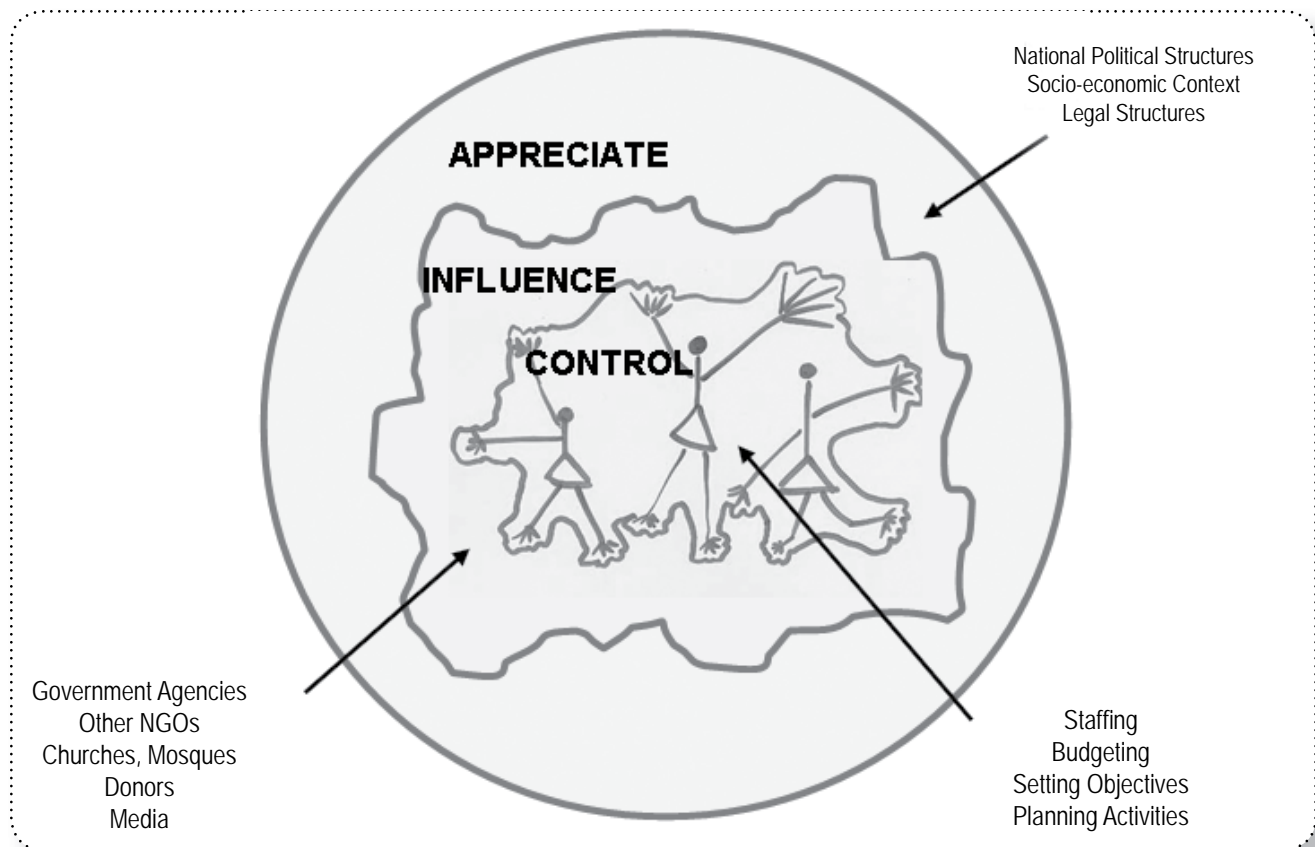 National Political Structures
Socio-economic Context
Legal Structures
APPRECIATE
INFLUENCE
CONTROL
Government Agencies
Other NGOs
Churches, Mosques
Donors
Media
Staffing
Budgeting
Setting Objectives
Planning Activities